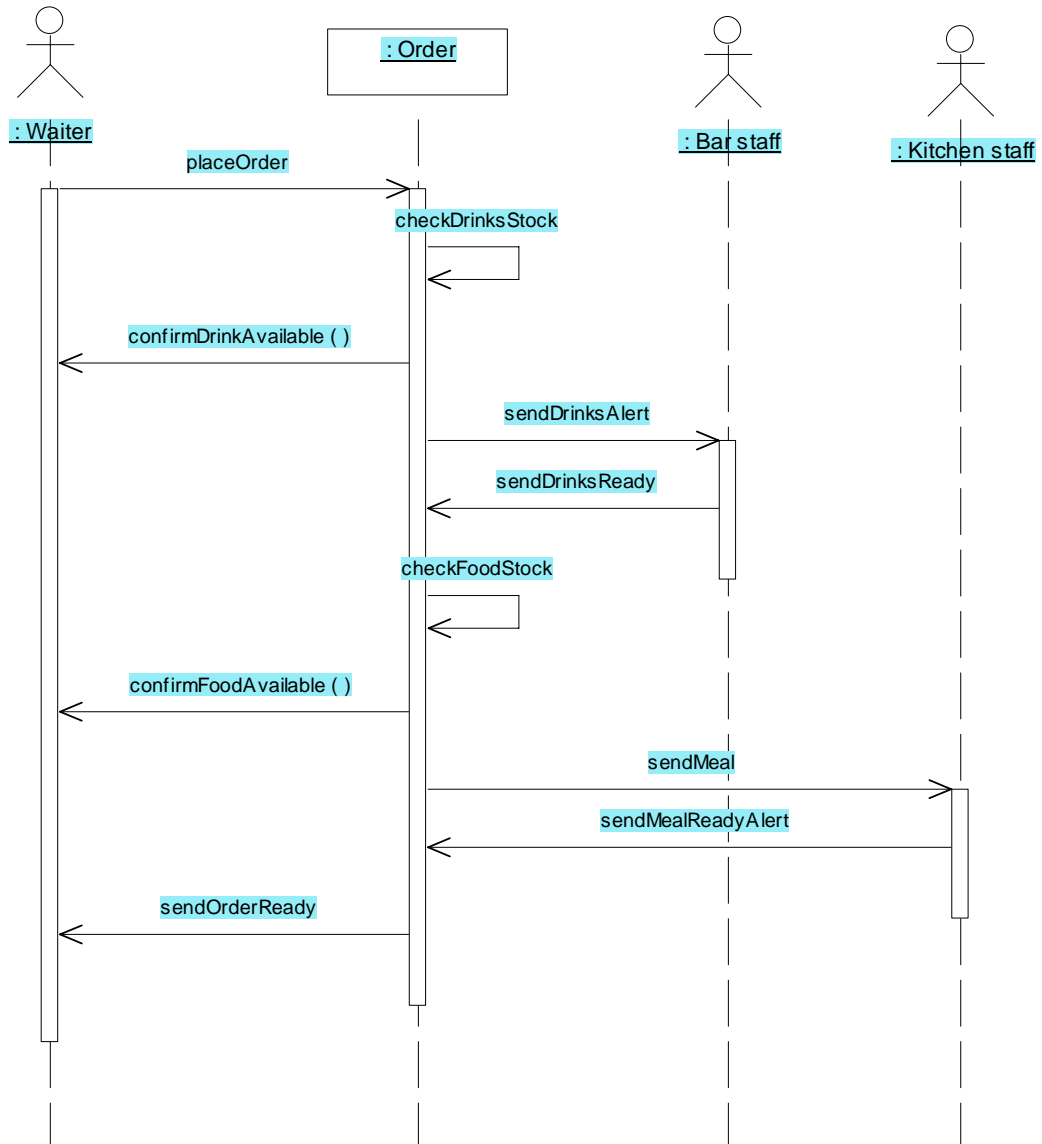 : Order
: Waiter
: Bar staff
: Kitchen staff
placeOrder
checkDrinksStock
confirmDrinkAvailable ( )
sendDrinksAlert
sendDrinksReady
checkFoodStock
confirmFoodAvailable ( )
sendMeal
sendMealReadyAlert
sendOrderReady